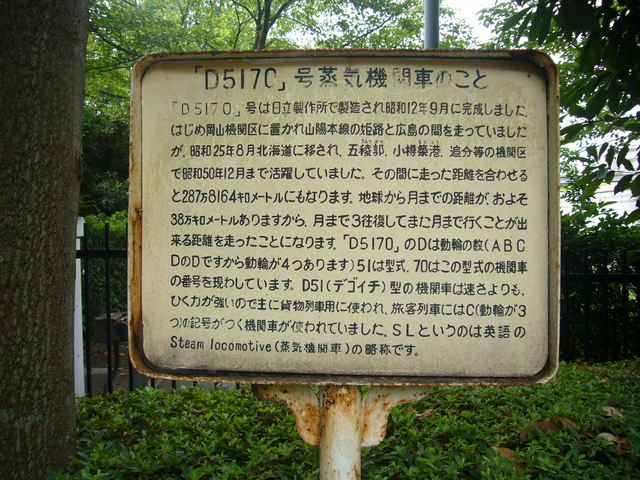 「D5170」号蒸気機関車のこと
「D5170」号は日立製作所で製造され昭和12年9月に完成しました。
はじめ岡山機関区に置かれ山陽本線の姫路と広島の間を走っていました
が、昭和25年8月北海道に移され、五稜郭、小樽築港、追分等の機関区
で昭和50年12月まで活躍していました。その間に走った距離を合わせる
と287万8164キロメートルにもなります。地球から月までの距離が、およそ
38万キロメートルありますから、月まで3往復してまた月まで行くことが出
来る距離を走ったことになります。「D5170」のDは動輪の数(ABC
DのDですから動輪が4つあります)51は型式、70はこの型式の機関車
の番号を現わしています。D51(デゴイチ)型の機関車は速さよりも、
ひく力が強いので主に貨物列車用に使われ、旅客列車にはC(動輪が3
つ)の記号がつく機関車が使われていました。SLというのは英語の
Steam locomotive(蒸気機関車)の略称です。